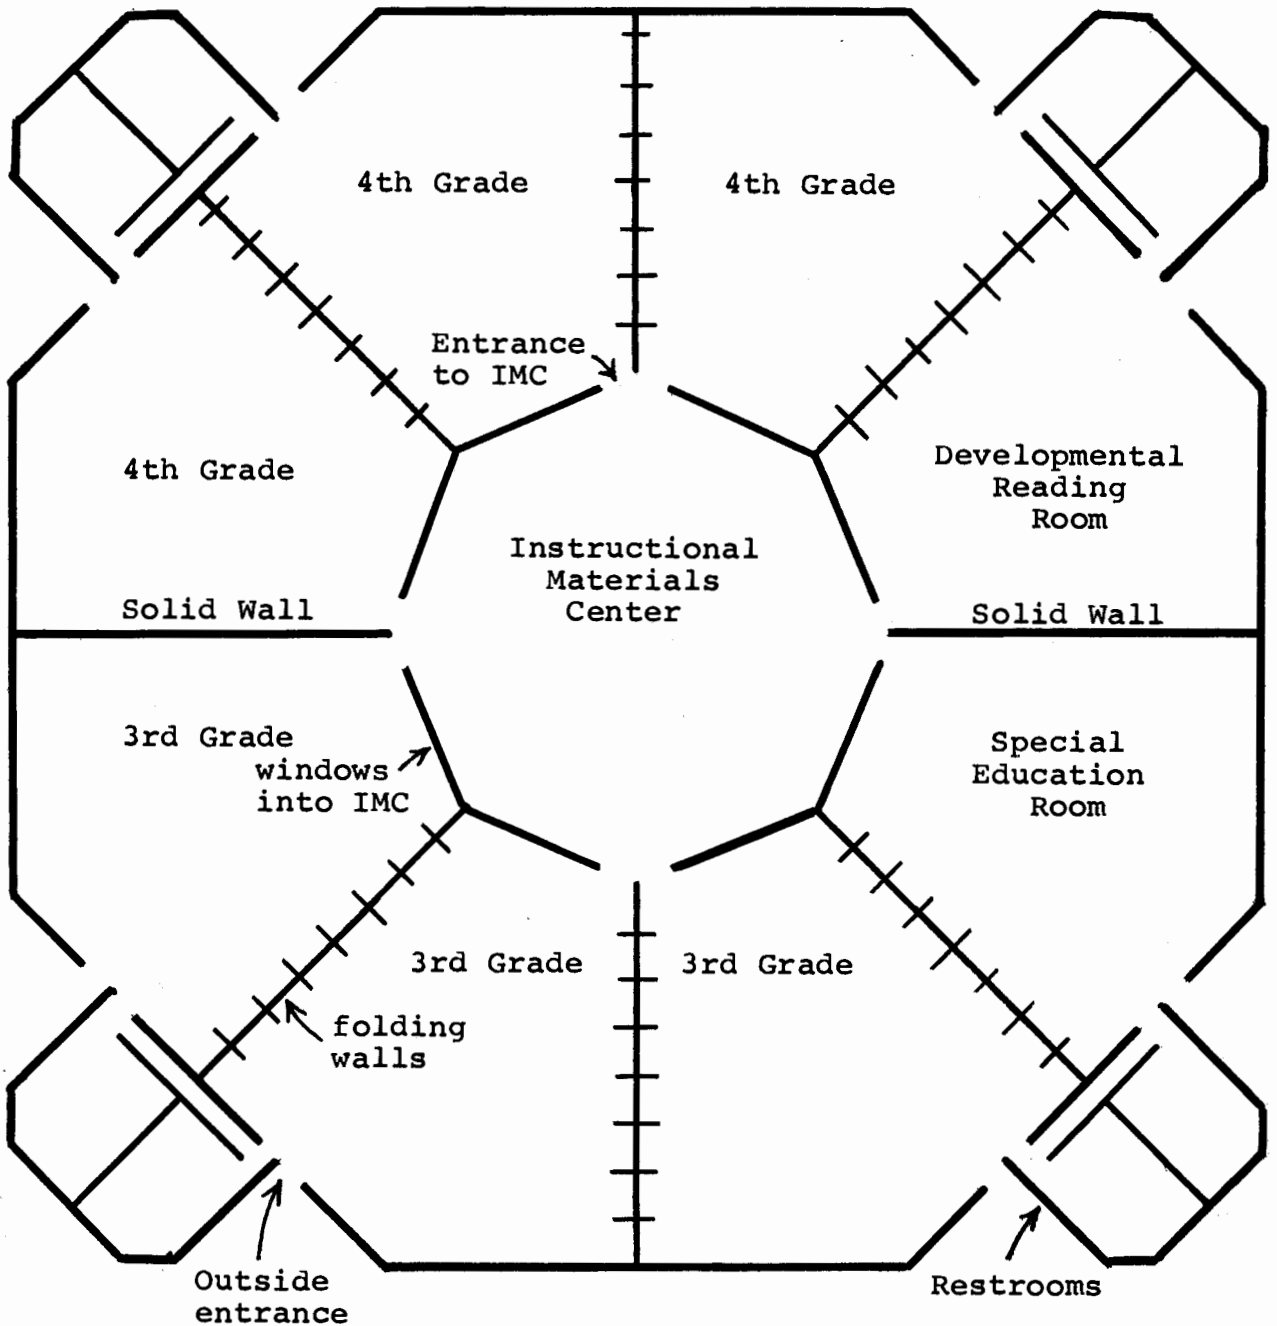 4th Grade
4th Grade
Entrance
to IMC
4th Grade
Developmental
Reading
Room
Instructional
Materials
Center
Solid Wall
Solid Wall
3rd Grade
windows
into IMC
Special
Education
Room
3rd Grade
3rd Grade
folding
walls
Outside
entrance
Restrooms